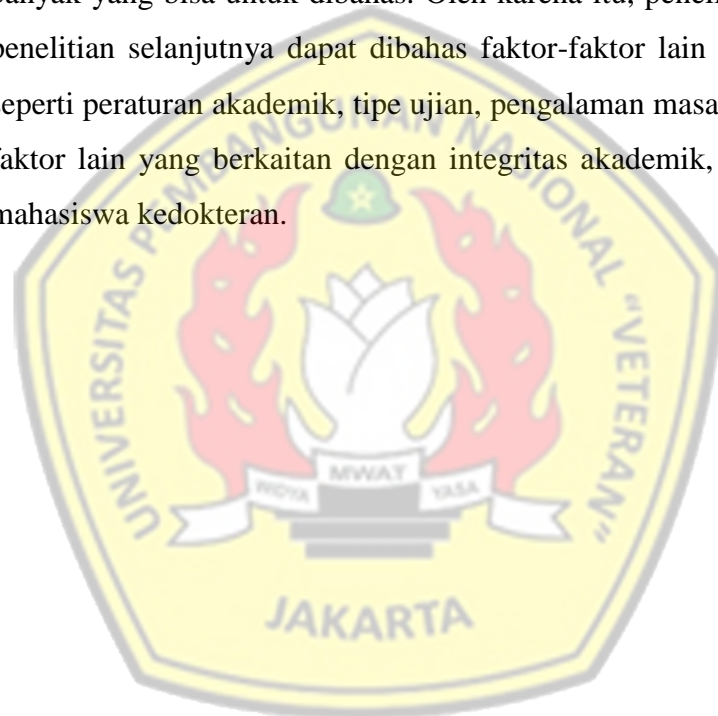 banyak yang bisa untuk dibahas. Oleh karena itu, penel
penelitian selanjutnya dapat dibahas faktor-faktor lain
seperti peraturan akademik, tipe ujian, pengalaman masa
faktor lain yang berkaitan dengan integritas akademik,
mahasiswa kedokteran.
UNIVERSITAS PEMBANGUNAN NASIONAL "VETERAN"
WIDYA MWAT YASA
JAKARTA